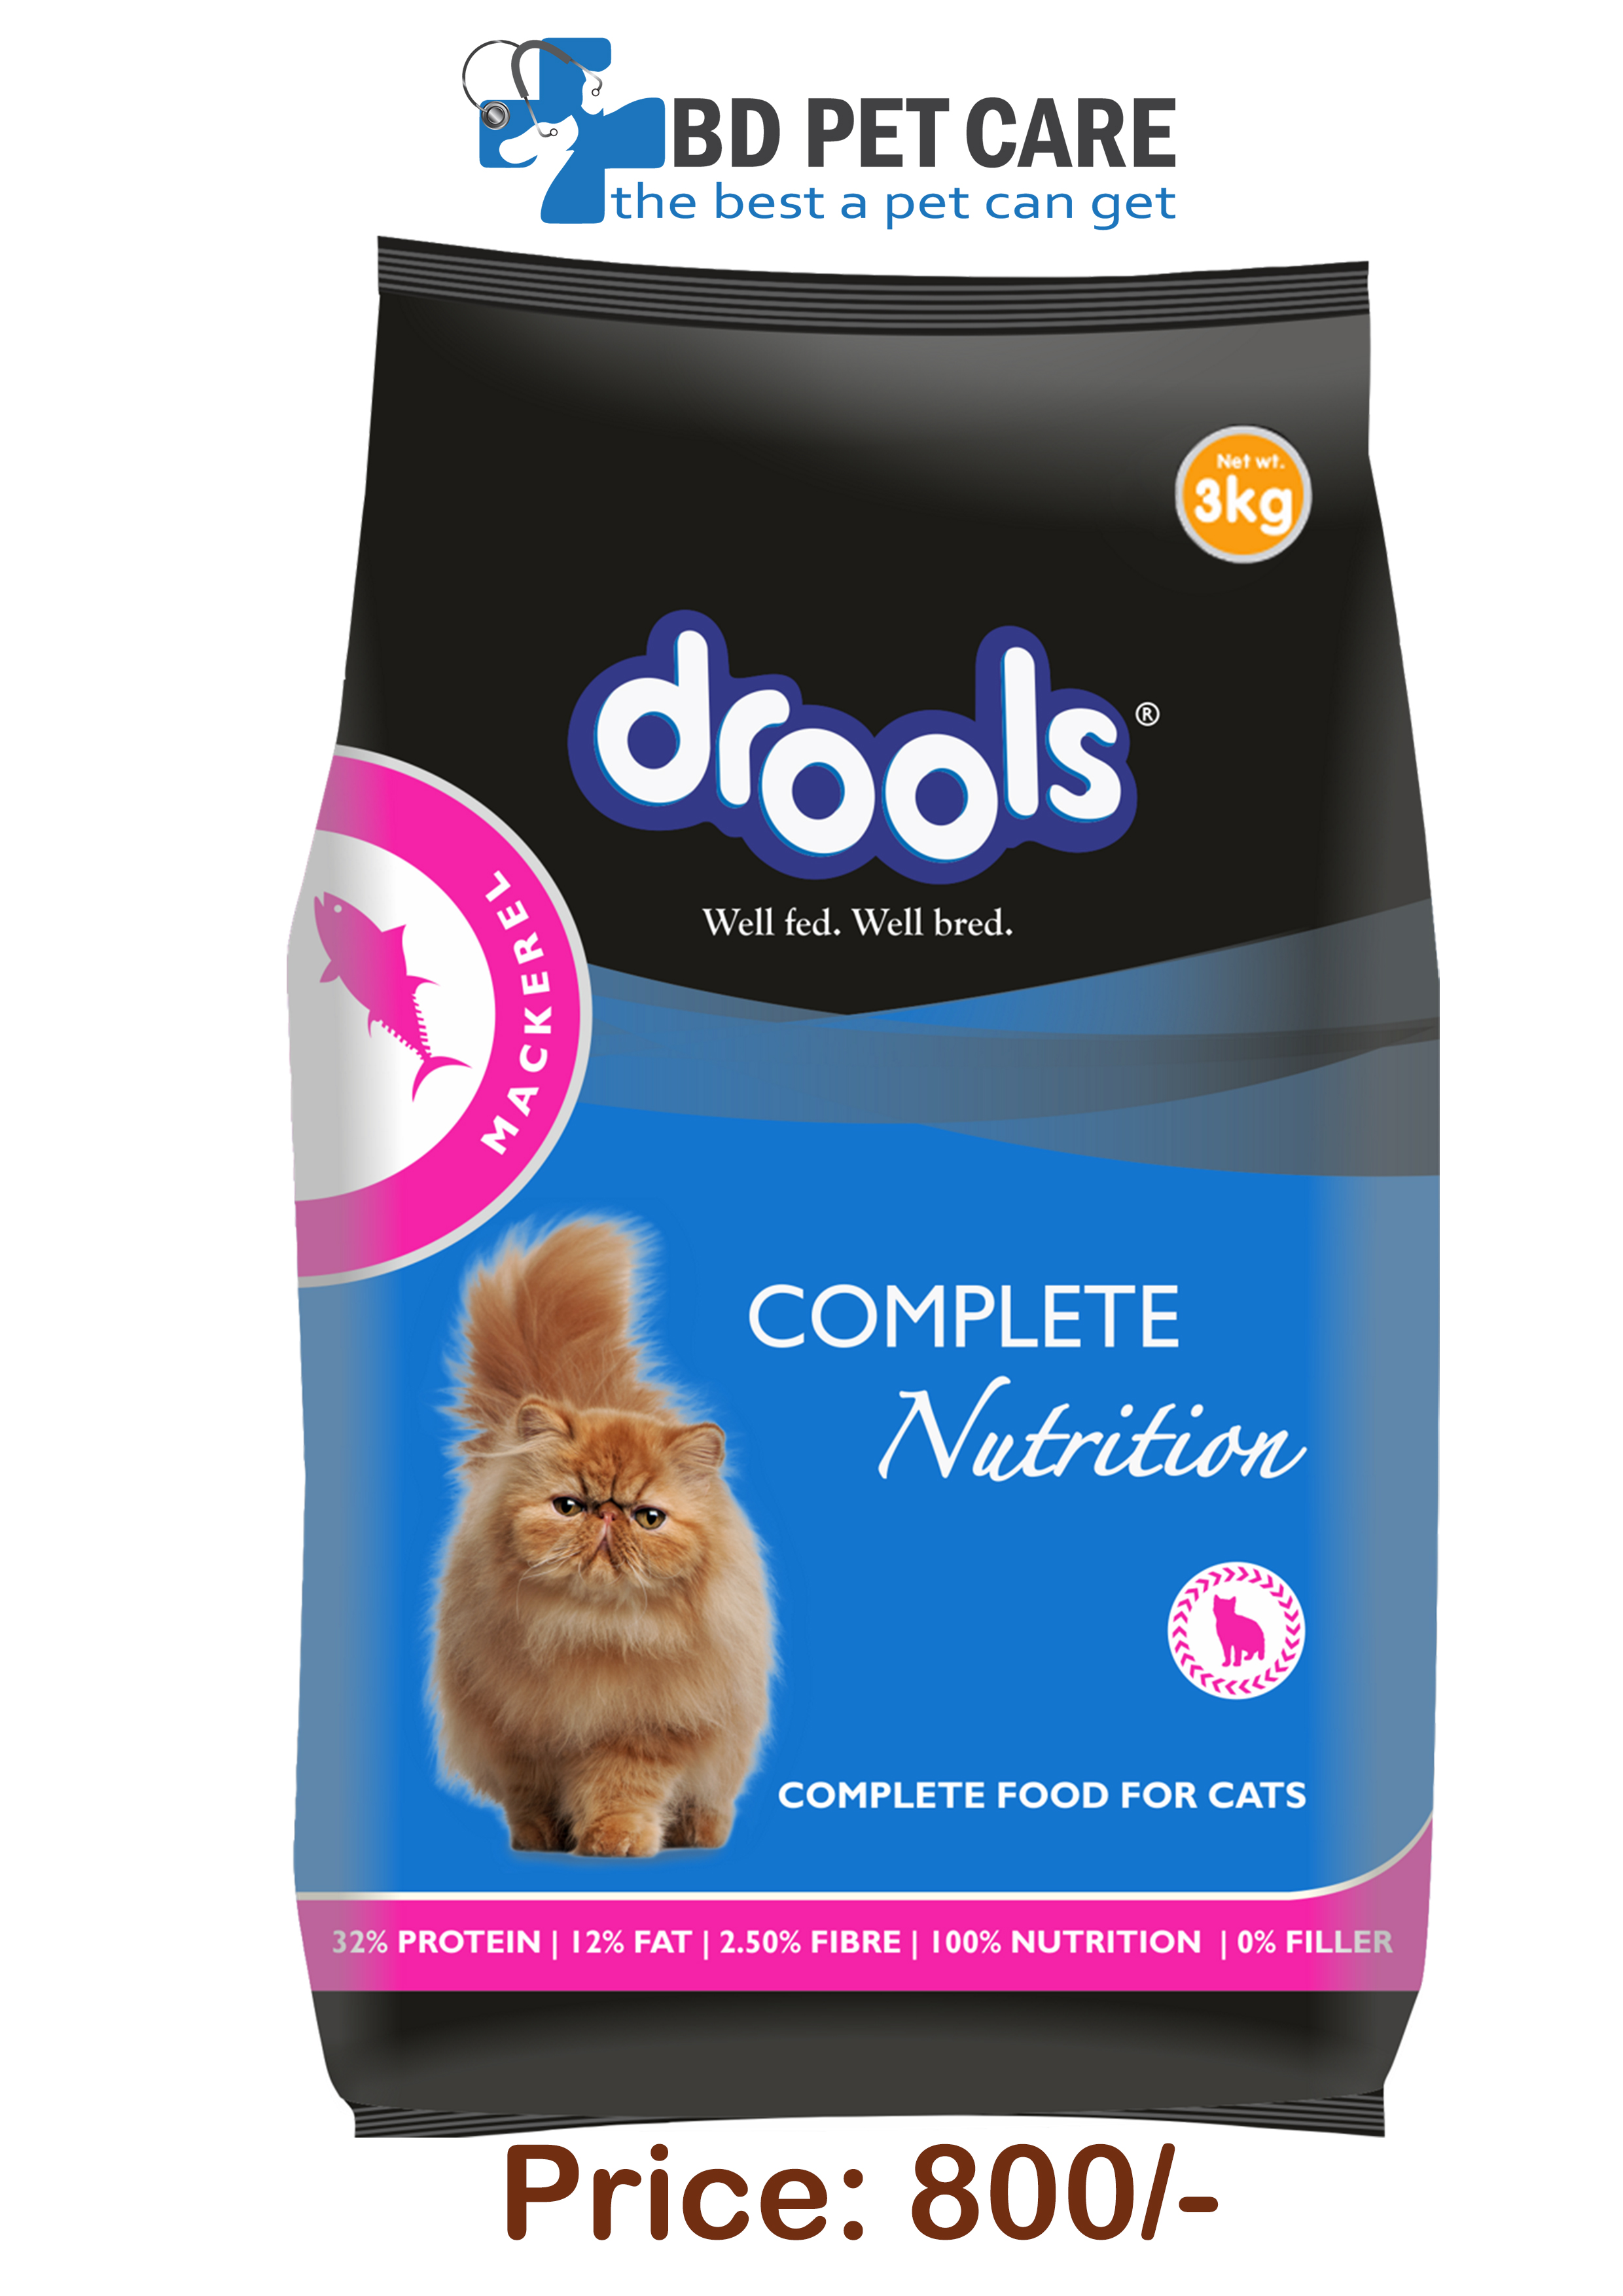 BD PET CARE
the best a pet can get
Net wt.
3kg
drools®
Well fed. Well bred.
MACKEREL
COMPLETE
Nutrition
COMPLETE FOOD FOR CATS
32% PROTEIN | 12% FAT | 2.50% FIBRE | 100% NUTRITION | 0% FILLER
Price: 800/-